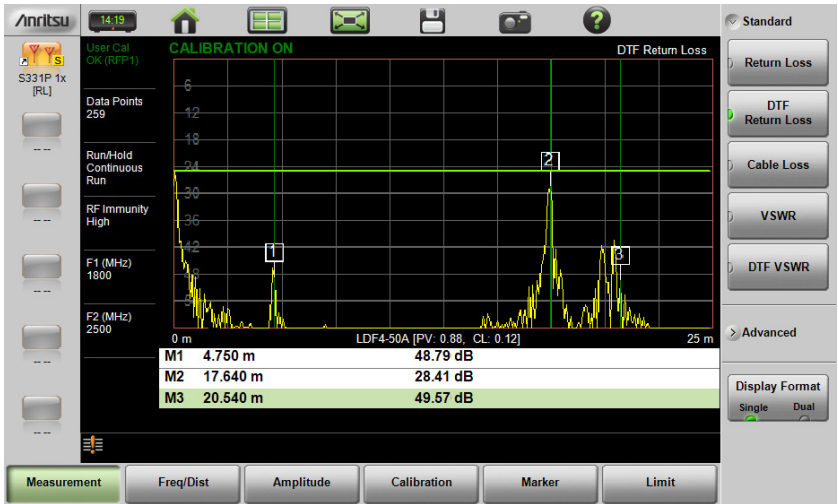 Anritsu
14:19
?
Standard
S331P 1x
[RL]
-- --
-- --
-- --
-- --
-- --
User Cal
OK (RFP1)
Data Points
259
Run/Hold
Continuous
Run
RF Immunity
High
F1 (MHz)
1800
F2 (MHz)
2500
CALIBRATION ON
DTF Return Loss
6
12
18
24
30
36
42
48
1
2
3
0 m
LDF4-50A [PV: 0.88, CL: 0.12]
25 m
M1 4.750 m 48.79 dB
M2 17.640 m 28.41 dB
M3 20.540 m 49.57 dB
Return Loss
DTF
Return Loss
Cable Loss
VSWR
DTF VSWR
Advanced
Display Format
Single Dual
Measurement
Freq/Dist
Amplitude
Calibration
Marker
Limit